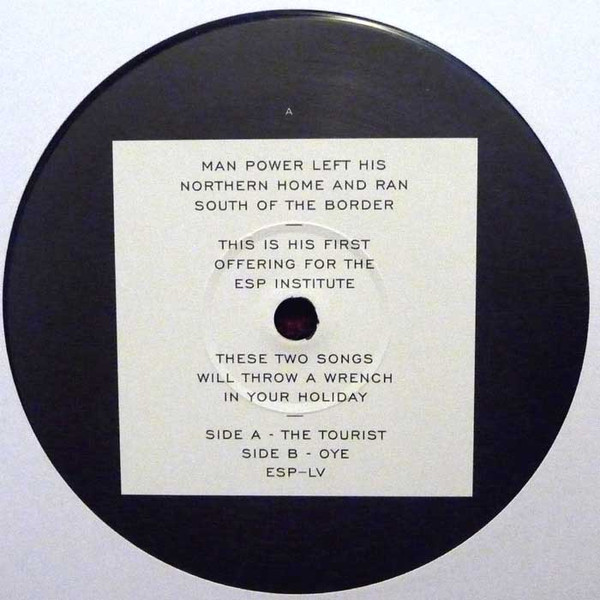 A
MAN POWER LEFT HIS
NORTHERN HOME AND RAN
SOUTH OF THE BORDER
—
THIS IS HIS FIRST
OFFERING FOR THE
ESP INSTITUTE
THESE TWO SONGS
WILL THROW A WRENCH
IN YOUR HOLIDAY
—
SIDE A - THE TOURIST
SIDE B - OYE
ESP–LV